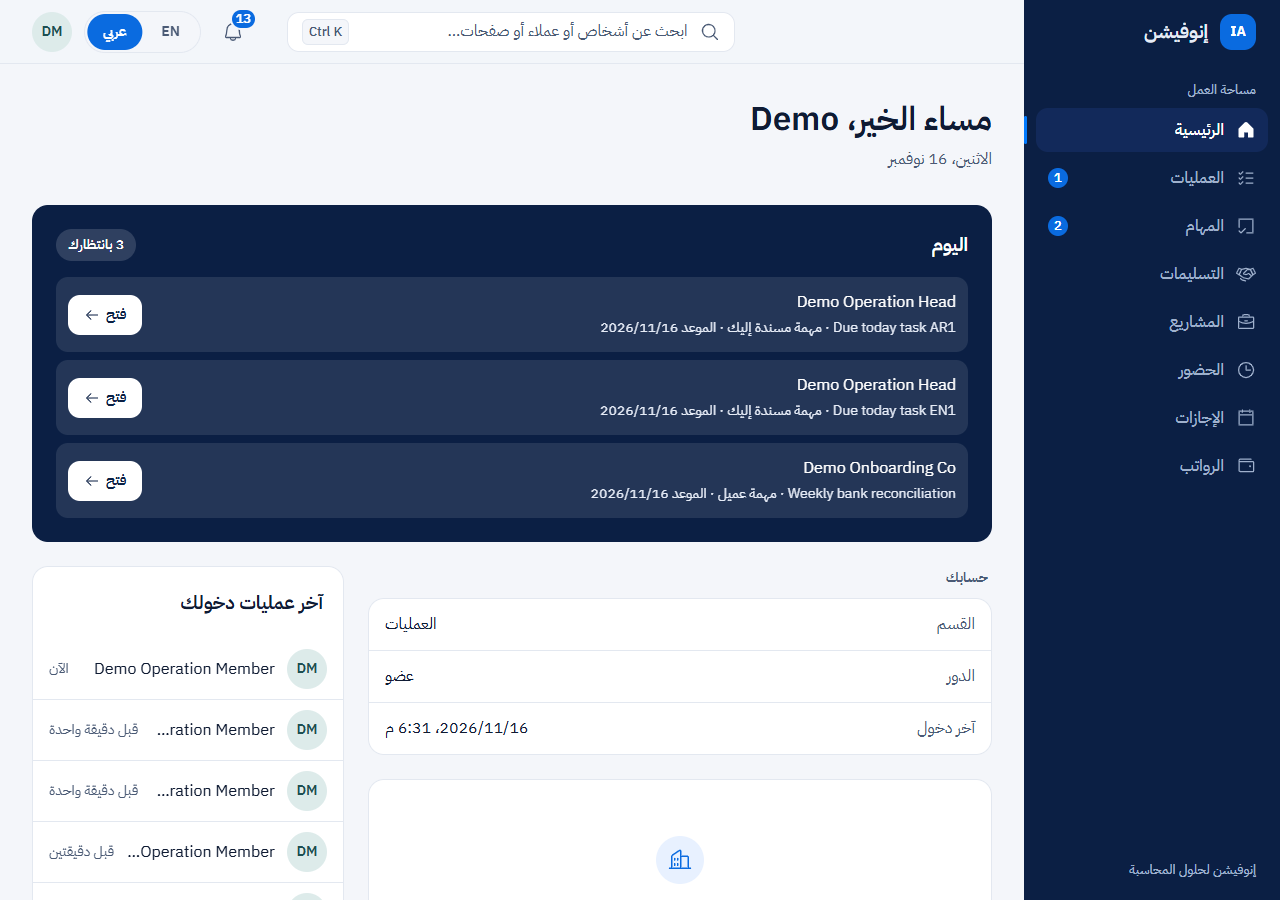 IA
إنوفيشن
مساحة العمل
الرئيسية
العمليات
1
المهام
2
التسليمات
المشاريع
الحضور
الإجازات
الرواتب
إنوفيشن لحلول المحاسبة
ابحث عن أشخاص أو عملاء أو صفحات...
Ctrl K
13
EN
عربي
DM
مساء الخير، Demo
الاثنين، 16 نوفمبر
اليوم
3 بانتظارك
Demo Operation Head
Due today task AR1 · مهمة مسندة إليك · الموعد 2026/11/16
فتح ←
Demo Operation Head
Due today task EN1 · مهمة مسندة إليك · الموعد 2026/11/16
فتح ←
Demo Onboarding Co
Weekly bank reconciliation · مهمة عميل · الموعد 2026/11/16
فتح ←
حسابك
القسم
العمليات
الدور
عضو
آخر دخول
2026/11/16، 6:31 م
آخر عمليات دخولك
DM
Demo Operation Member
الآن
DM
...ration Member
قبل دقيقة واحدة
DM
...ration Member
قبل دقيقة واحدة
DM
...Operation Member
قبل دقيقتين